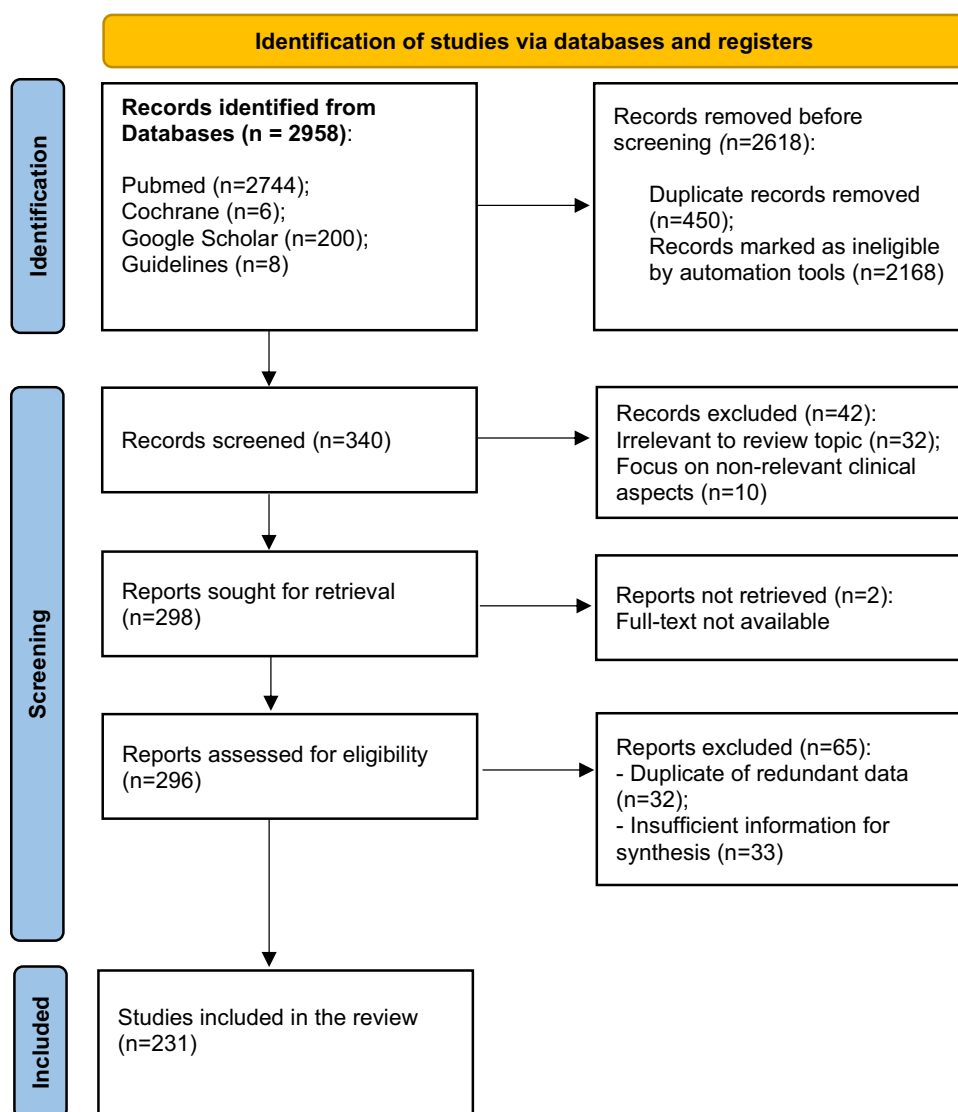 Identification of studies via databases and registers
Identification
Records identified from
Databases (n = 2958):
Pubmed (n=2744);
Cochrane (n=6);
Google Scholar (n=200);
Guidelines (n=8)
Records removed before
screening (n=2618):
Duplicate records removed
(n=450);
Records marked as ineligible
by automation tools (n=2168)
Screening
Records screened (n=340)
Records excluded (n=42):
Irrelevant to review topic (n=32);
Focus on non-relevant clinical
aspects (n=10)
Reports sought for retrieval
(n=298)
Reports not retrieved (n=2):
Full-text not available
Reports assessed for eligibility
(n=296)
Reports excluded (n=65):
- Duplicate of redundant data
(n=32);
- Insufficient information for
synthesis (n=33)
Included
Studies included in the review
(n=231)